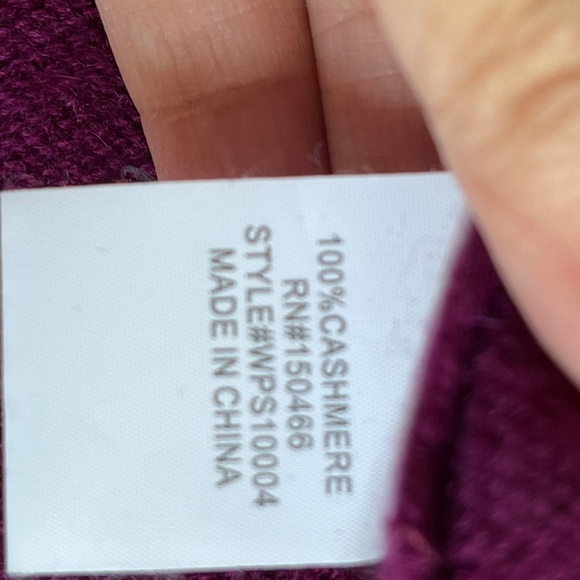 100%CASHMERE
RN#150466
STYLE#WPS10004
MADE IN CHINA